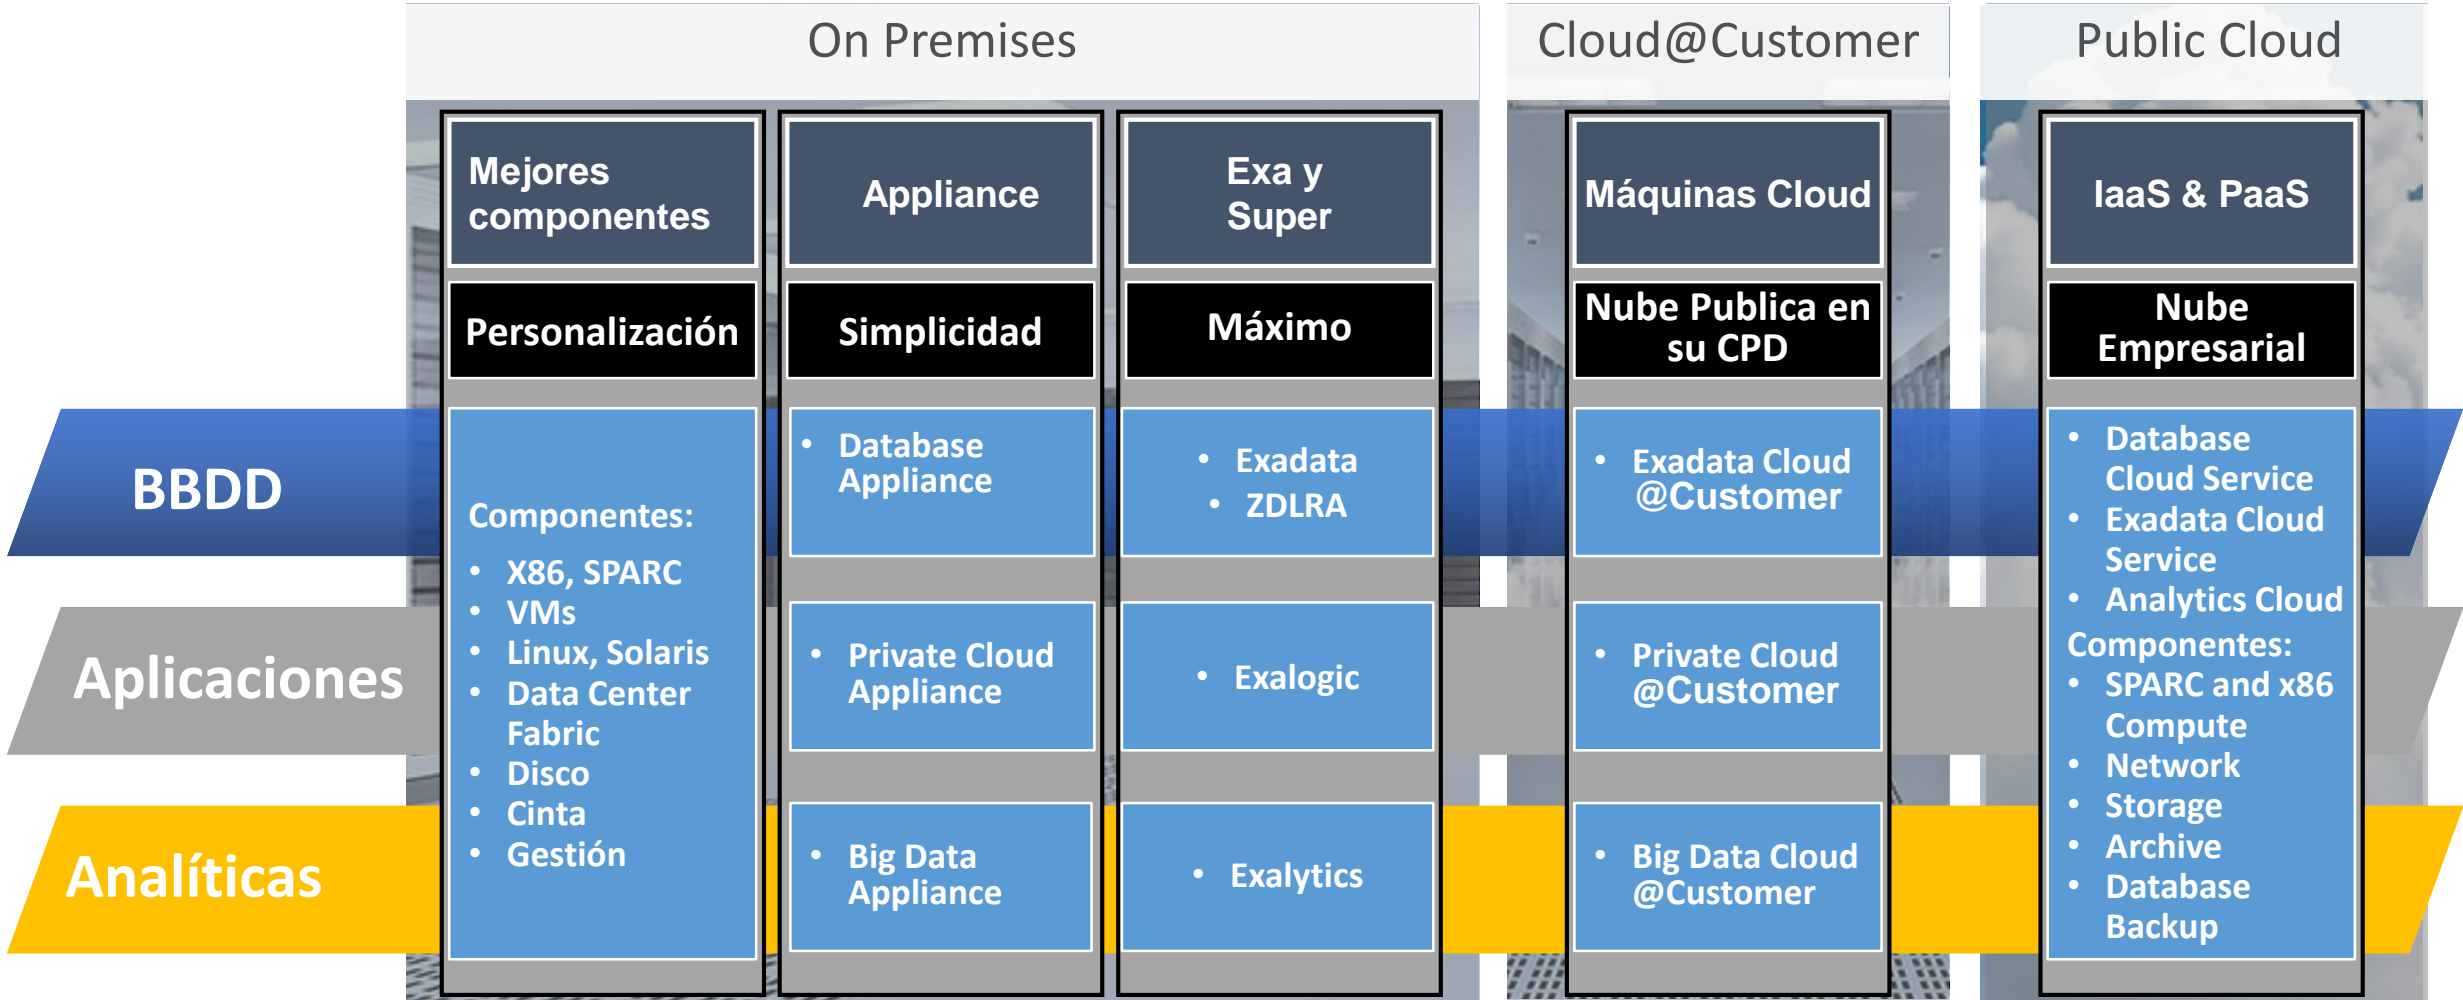 On Premises
Cloud@Customer
Public Cloud
Mejores
componentes
Appliance
Exa y
Super
Máquinas Cloud
IaaS & PaaS
Personalización
Simplicidad
Máximo
Nube Publica en
su CPD
Nube
Empresarial
BBDD
Aplicaciones
Analíticas
Componentes:
• X86, SPARC
• VMs
• Linux, Solaris
• Data Center
Fabric
• Disco
• Cinta
• Gestión
• Database
Appliance
• Private Cloud
Appliance
• Big Data
Appliance
• Exadata
• ZDLRA
• Exalogic
• Exalytics
• Exadata Cloud
@Customer
• Private Cloud
@Customer
• Big Data Cloud
@Customer
• Database
Cloud Service
• Exadata Cloud
Service
• Analytics Cloud
Componentes:
• SPARC and x86
Compute
• Network
• Storage
• Archive
• Database
Backup